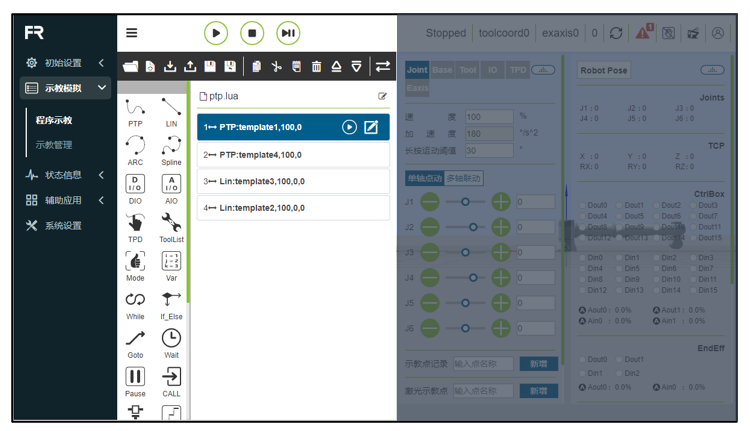 FR
Stopped toolcoord0 exaxis0 0 1
初始设置
示教模拟
程序示教
示教管理
状态信息
辅助应用
系统设置
PTP LIN
ARC Spline
D I/O A I/O
DIO AIO
TPD ToolList
Mode Var
While If_Else
Goto Wait
Pause CALL
ptp.lua
1 PTP:template1,100,0
2 PTP:template4,100,0
3 Lin:template3,100,0,0
4 Lin:template2,100,0,0
Joint Base Tool IO TPD
Eaxis
速 度 100 %
加 速 度 180 °/s^2
长按运动阈值 30 °
单轴点动 多轴联动
J1 0
J2 0
J3 0
J4 0
J5 0
J6 0
示教点记录 输入点名称 新增
激光示教点 输入点名称 新增
Robot Pose
Joints
J1 : 0 J2 : 0 J3 : 0
J4 : 0 J5 : 0 J6 : 0
TCP
X : 0 Y : 0 Z : 0
RX: 0 RY: 0 RZ: 0
CtrlBox
Dout0 Dout1 Dout2 Dout3
Dout4 Dout5 Dout6 Dout7
Dout11
Dout12 Dout13 Dout15
Din0 Din1 Din2 Din3
Din4 Din5 Din6 Din7
Din8 Din9 Din10 Din11
Din12 Din13 Din14 Din15
Aout0: 0.0% Aout1: 0.0%
Ain0 : 0.0% Ain1 : 0.0%
EndEff
Dout0 Dout1
Din1 Din2
Aout0: 0.0% Ain0 : 0.0%